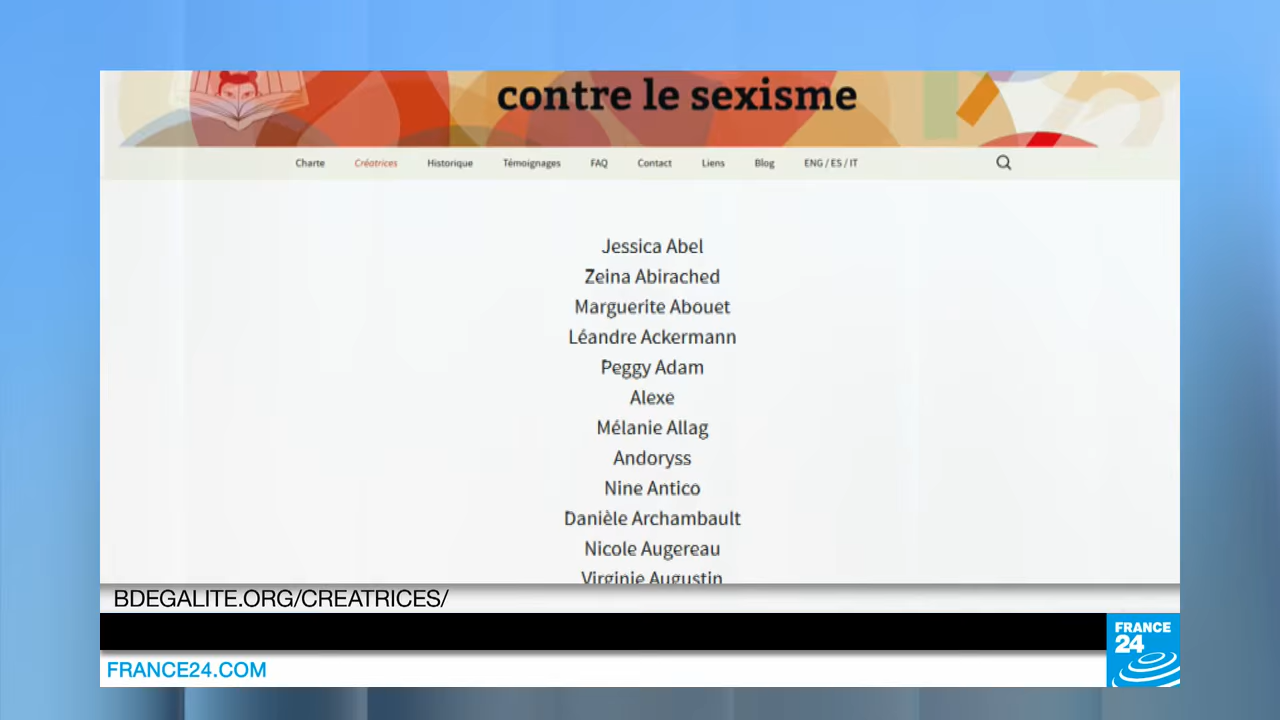 contre le sexisme
Charte Créatrices Historique Témoignages FAQ Contact Liens Blog ENG / ES / IT
Jessica Abel
Zeina Abirached
Marguerite Abouet
Léandre Ackermann
Peggy Adam
Alexe
Mélanie Allag
Andoryss
Nine Antico
Danièle Archambault
Nicole Augereau
Virginie Augustin
BDEGALITE.ORG/CREATRICES/
FRANCE
24
FRANCE24.COM